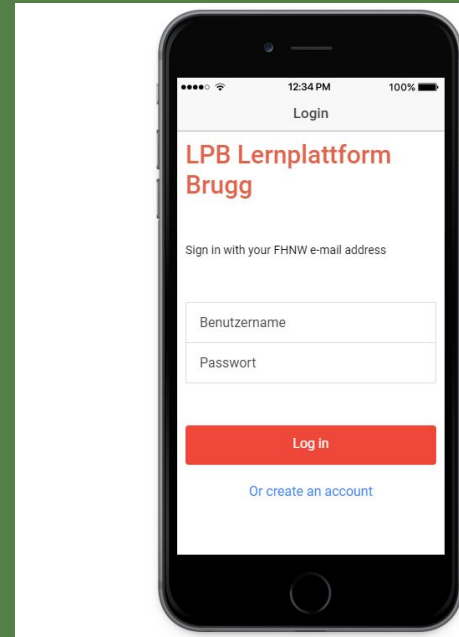 12:34 PM 100%
Login
LPB Lernplattform
Brugg
Sign in with your FHNW e-mail address
Benutzername
Passwort
Log in
Or create an account